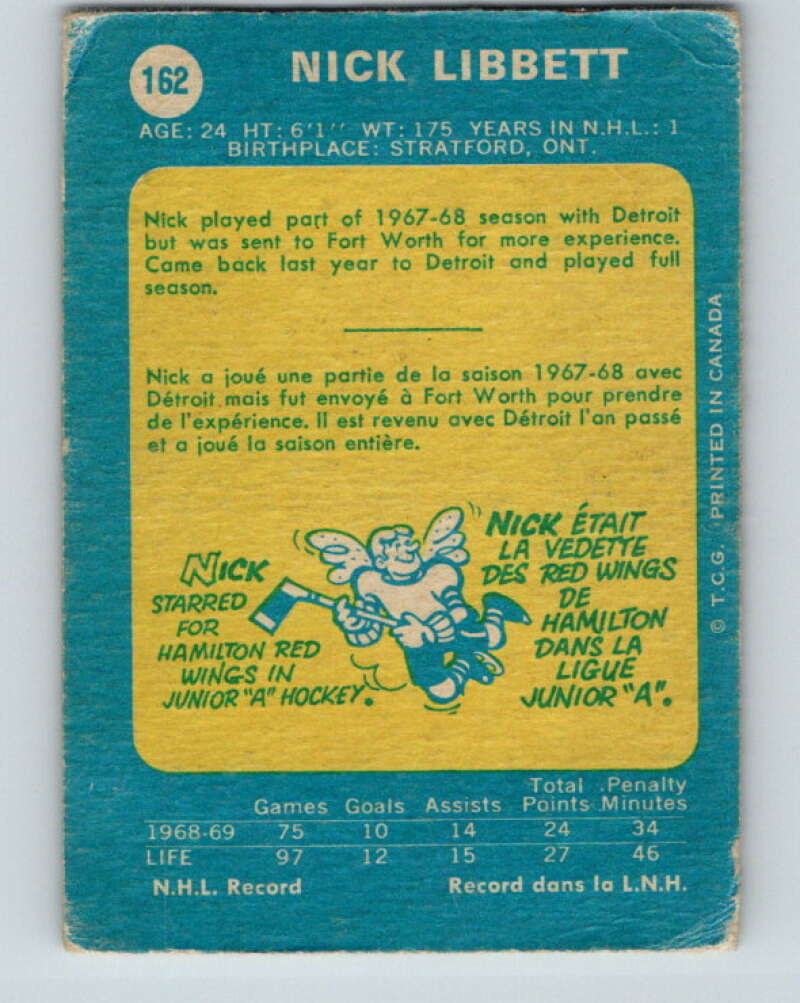 162
NICK LIBBETT
AGE: 24 HT: 6'1'' WT: 175 YEARS IN N.H.L.: 1
BIRTHPLACE: STRATFORD, ONT.
Nick played part of 1967-68 season with Detroit
but was sent to Fort Worth for more experience.
Came back last year to Detroit and played full
season.
Nick a joué une partie de la saison 1967-68 avec
Détroit mais fut envoyé à Fort Worth pour prendre
de l'expérience. Il est revenu avec Détroit l'an passé
et a joué la saison entière.
NICK
STARRED
FOR
HAMILTON RED
WINGS IN
JUNIOR "A" HOCKEY.
NICK ÉTAIT
LA VEDETTE
DES RED WINGS
DE
HAMILTON
DANS LA
LIGUE
JUNIOR "A".
© T.C.G. PRINTED IN CANADA
Games Goals Assists Total Points Penalty Minutes
1968-69 75 10 14 24 34
LIFE 97 12 15 27 46
N.H.L. Record Record dans la L.N.H.